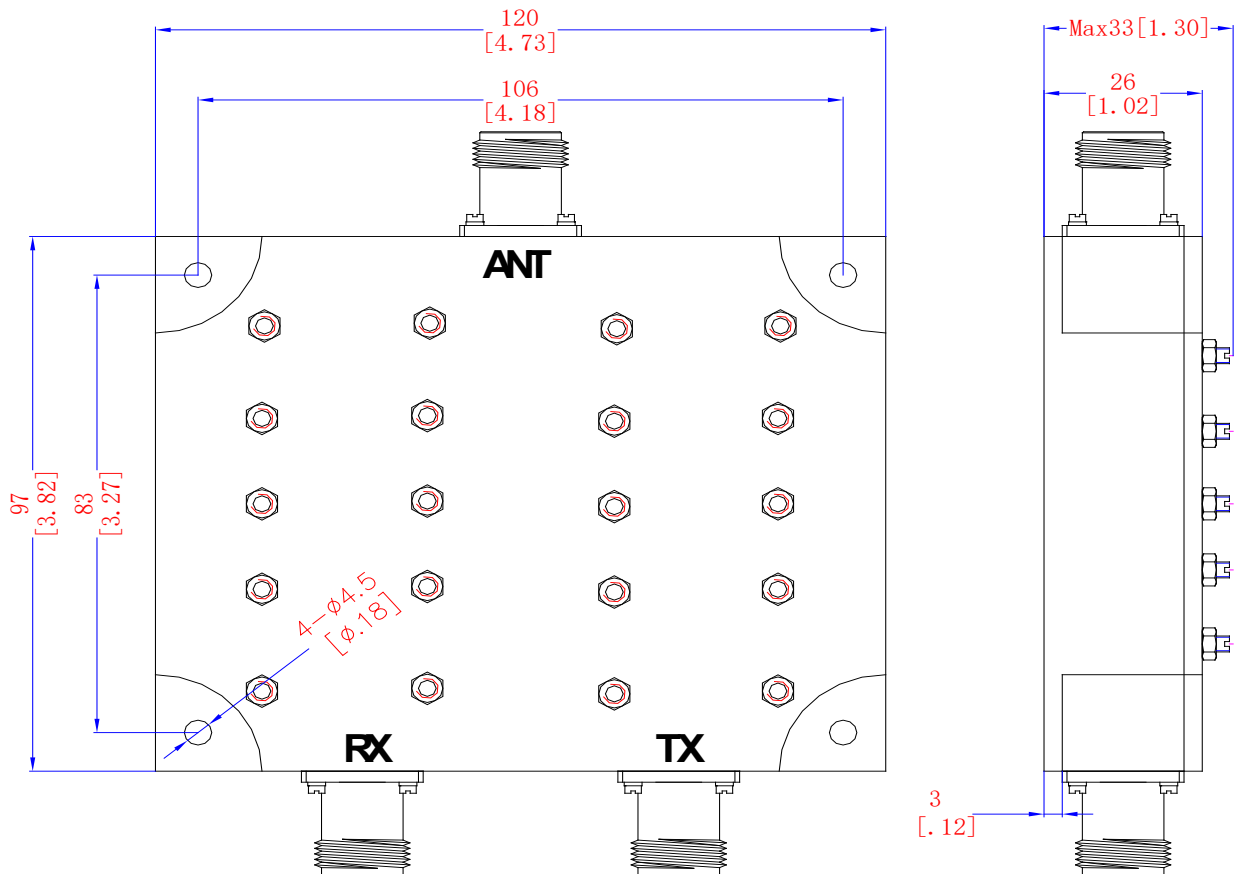 120
[4.73]
Max33[1.30]
106
[4.18]
26
[1.02]
ANT
97
[3.82]
83
[3.27]
4-ϕ4.5
[ϕ.18]
RX
TX
3
[.12]